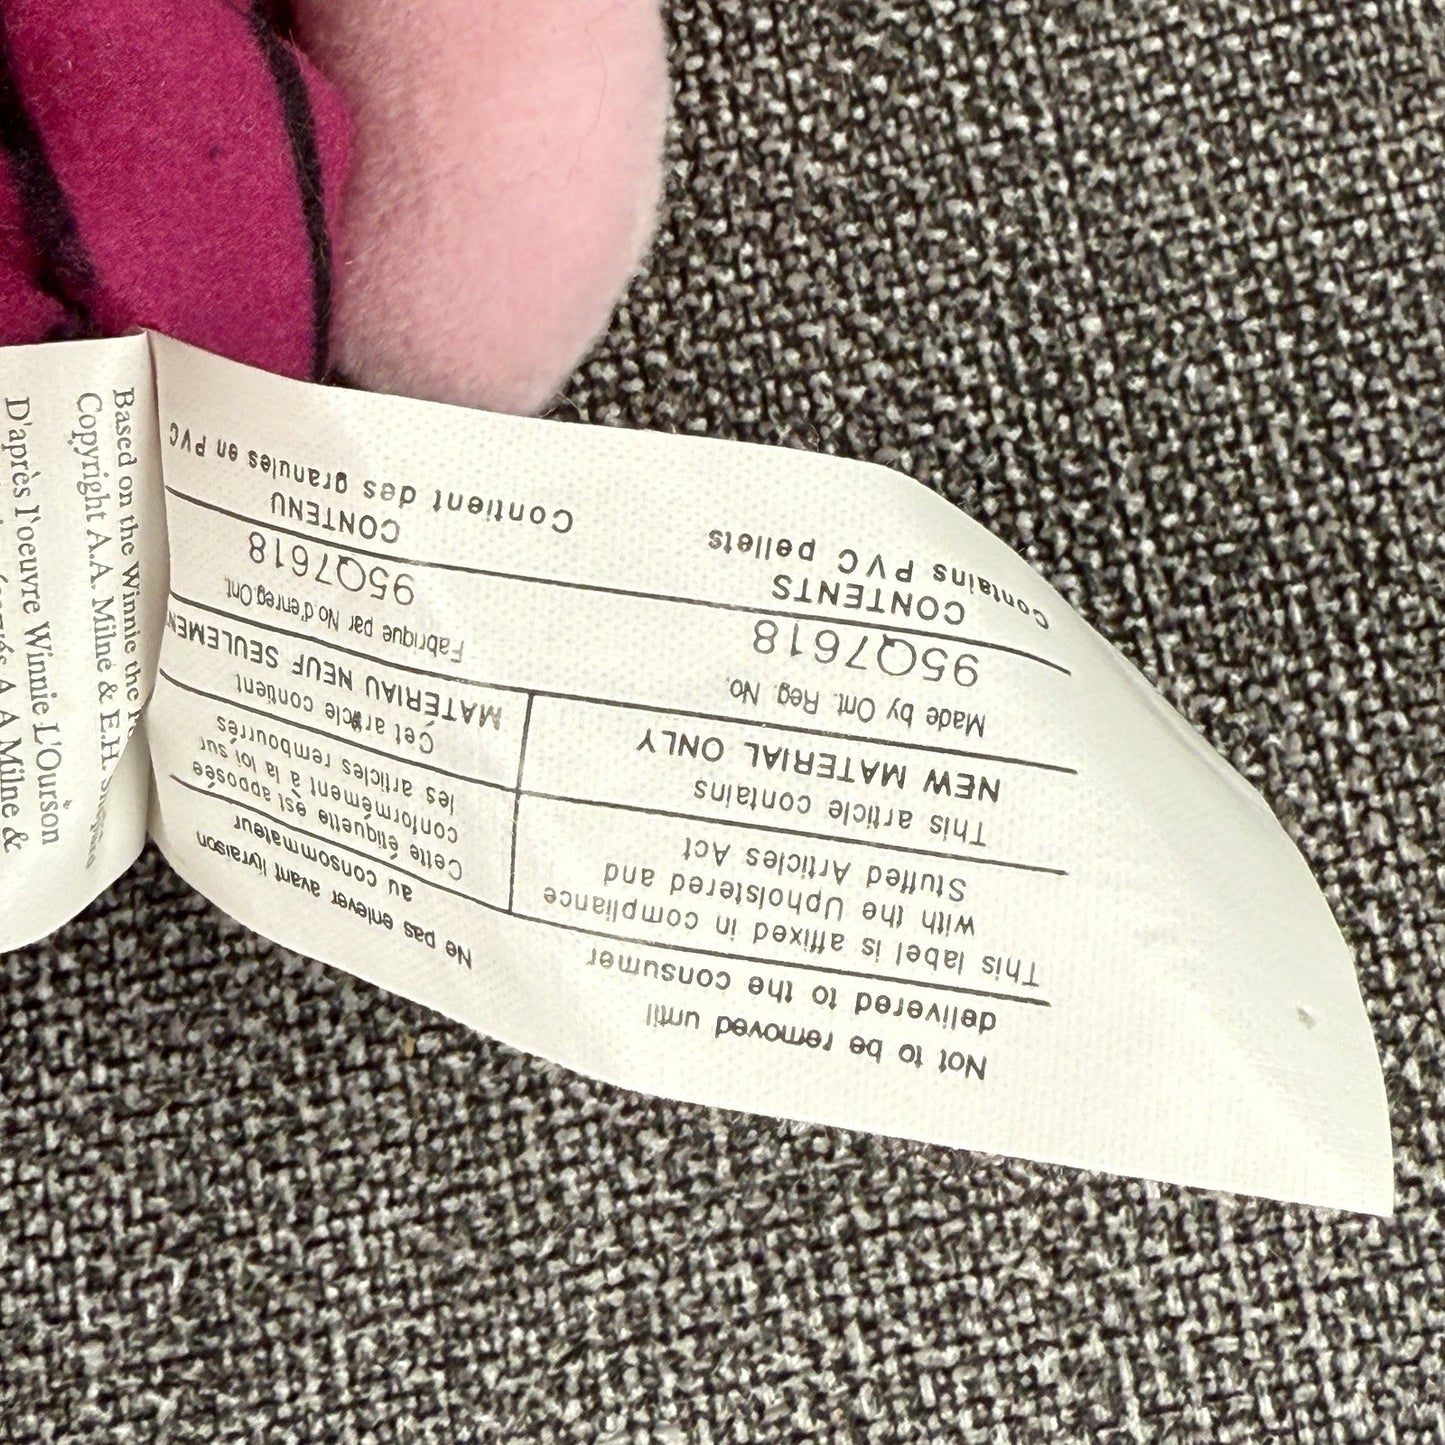 Not to be removed until
delivered to the consumer
This label is affixed in compliance
with the Upholstered and
Stuffed Articles Act
This article contains
NEW MATERIAL ONLY
Made by Ont. Reg. No.
95Q7618
CONTENTS
Contains PVC pellets
Ne pas enlever avant livraison
au consommateur
Cette étiquette est apposée
conformément à la loi sur
les articles rembourrés
Cet article contient
MATERIAU NEUF SEULEMEN
Fabrique par No d'enreg.Ont.
95Q7618
CONTENU
Contient des granules en PVC
Based on the Winnie the
Copyright A.A. Milne & E.H.
D'après l'oeuvre Winnie L'Ourson
A.A.Milne &